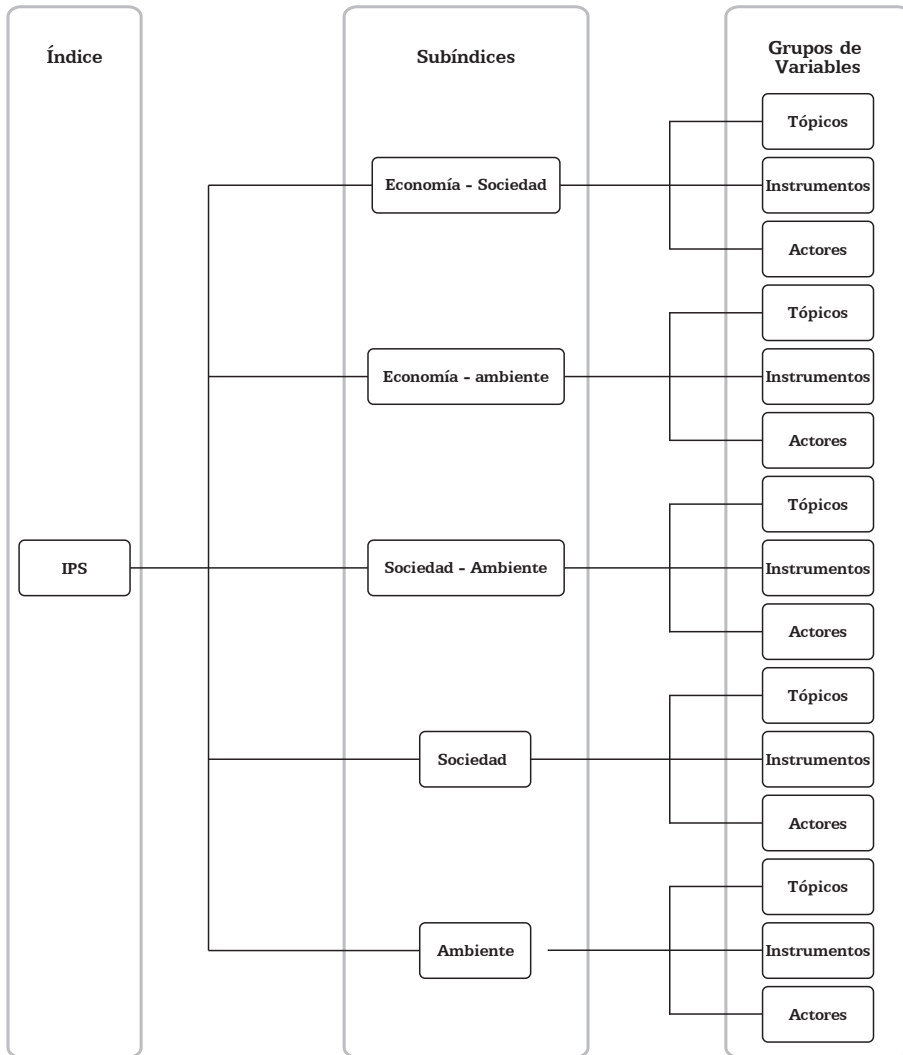 Índice
Subíndices
Grupos de
Variables
Tópicos
Economía - Sociedad
Instrumentos
Actores
Tópicos
Economía - ambiente
Instrumentos
Actores
Tópicos
IPS
Sociedad - Ambiente
Instrumentos
Actores
Tópicos
Sociedad
Instrumentos
Actores
Tópicos
Ambiente
Instrumentos
Actores